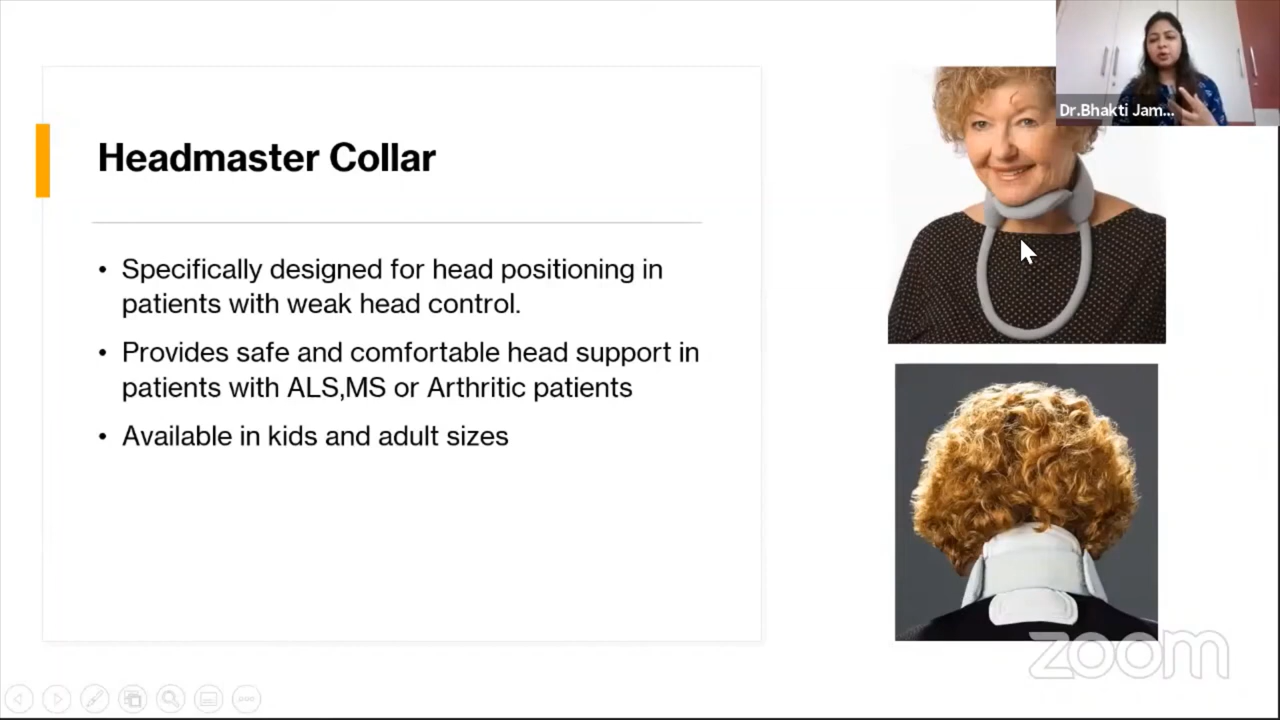 Dr.Bhakti Jam...
Headmaster Collar
• Specifically designed for head positioning in
patients with weak head control.
• Provides safe and comfortable head support in
patients with ALS,MS or Arthritic patients
• Available in kids and adult sizes
zoom